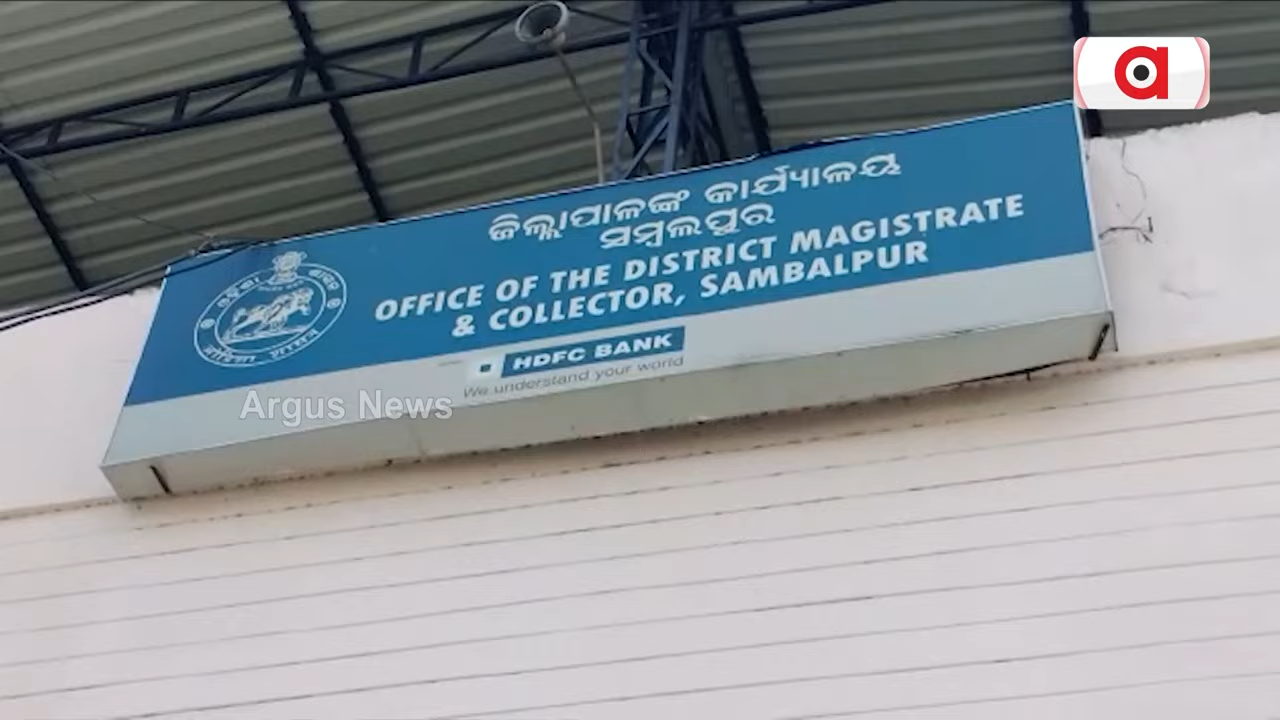 ଜିଲ୍ଲାପାଳଙ୍କ କାର୍ଯ୍ୟାଳୟ
ସମ୍ବଲପୁର
OFFICE OF THE DISTRICT MAGISTRATE
& COLLECTOR, SAMBALPUR
HDFC BANK
We understand your world
Argus News
a